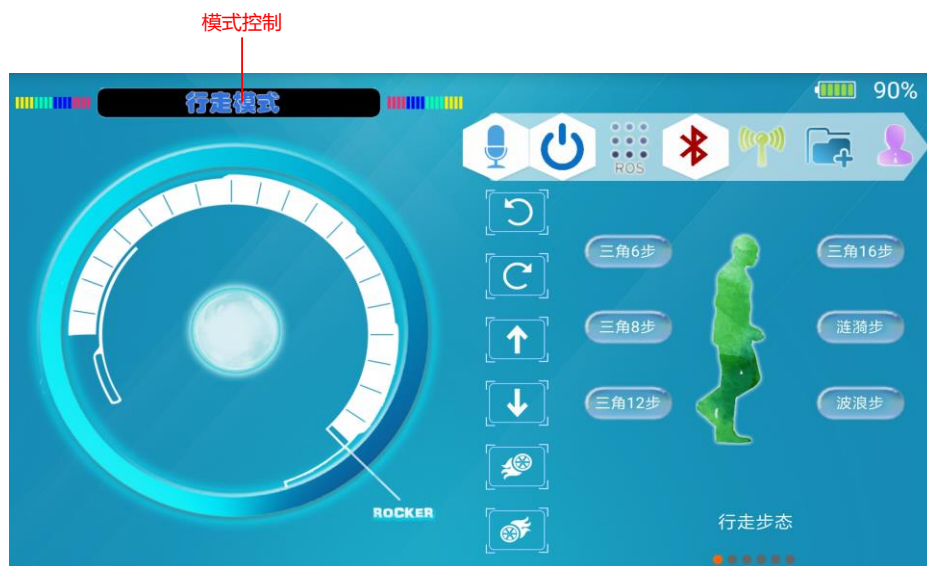 模式控制
行走模式
90%
ROS
三角6步
三角16步
三角8步
涟漪步
三角12步
波浪步
ROCKER
行走步态